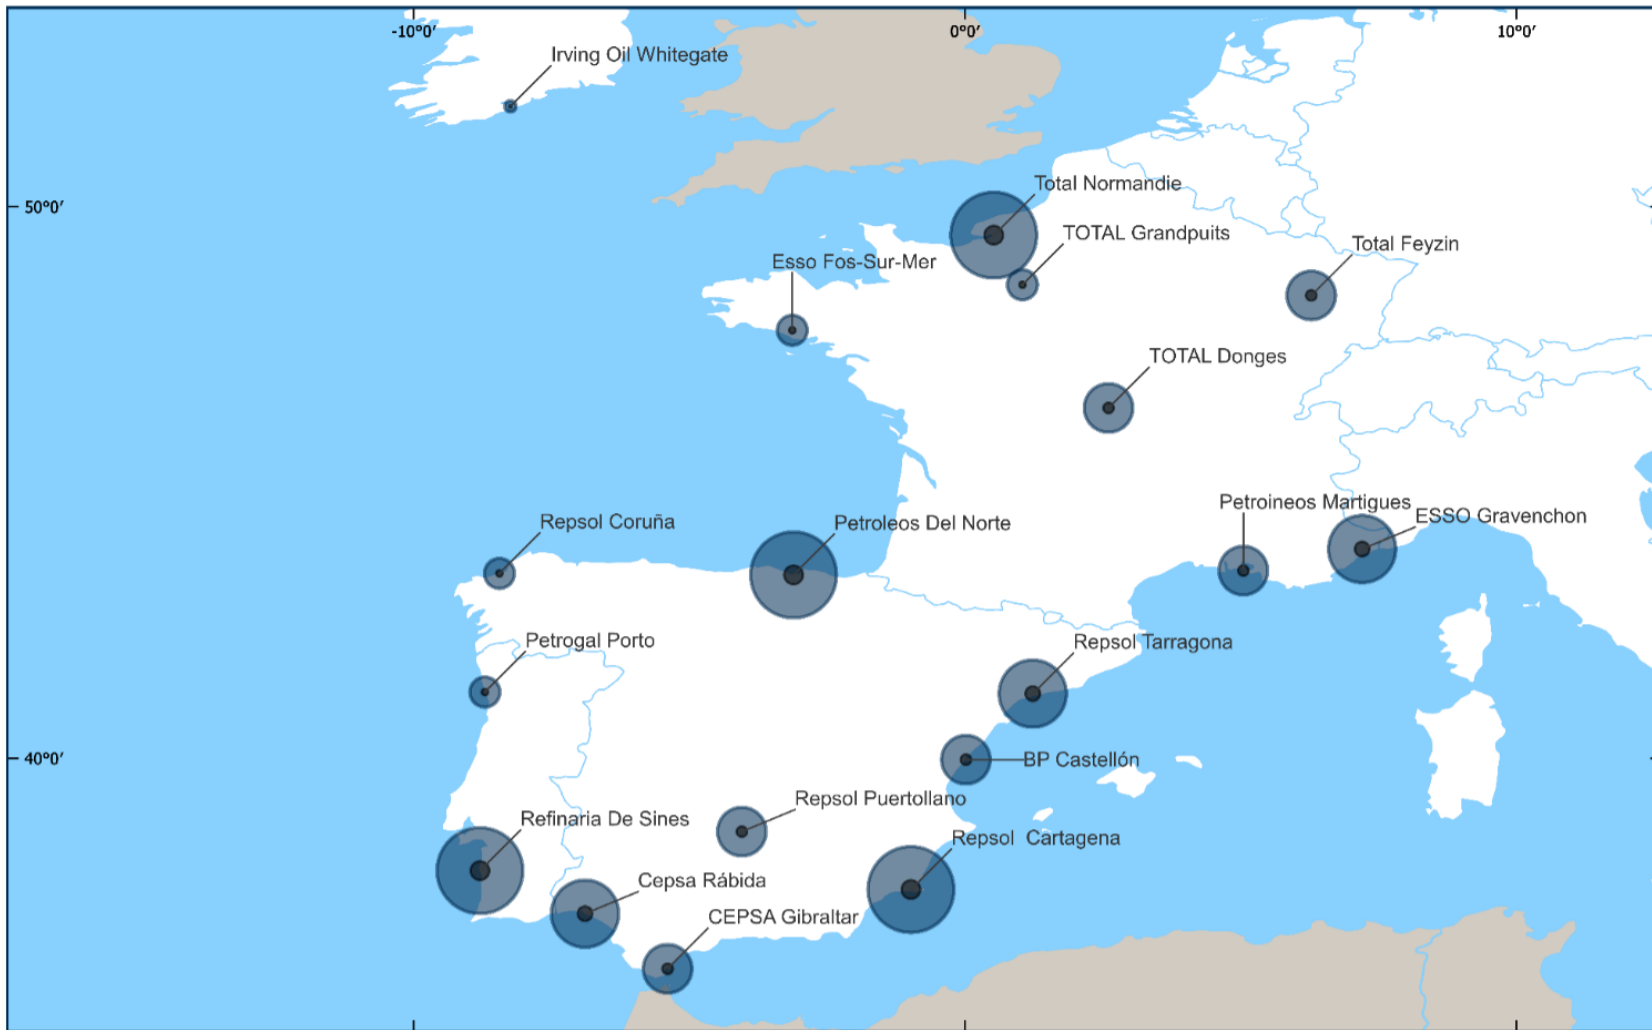 -10°0′
0°0′
10°0′
Irving Oil Whitegate
Total Normandie
50°0′
TOTAL Grandpuits
Total Feyzin
Esso Fos-Sur-Mer
TOTAL Donges
Petroineos Martigues
ESSO Gravenchon
Repsol Coruña
Petroleos Del Norte
Petrogal Porto
Repsol Tarragona
40°0′
BP Castellón
Repsol Puertollano
Refinaria De Sines
Repsol Cartagena
Cepsa Rábida
CEPSA Gibraltar